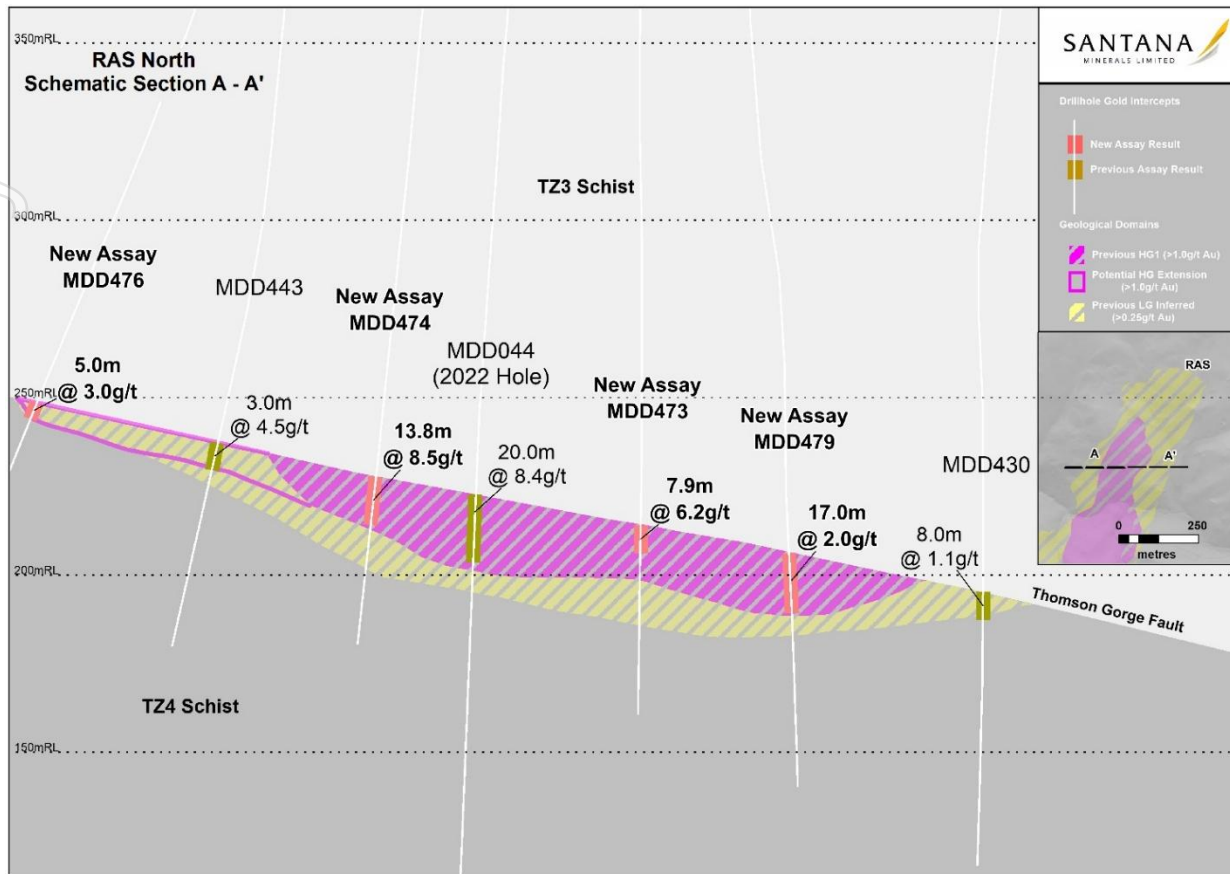 350mRL
RAS North
Schematic Section A - A'
TZ3 Schist
300mRL
New Assay
MDD476
MDD443
New Assay
MDD474
MDD044
(2022 Hole)
New Assay
MDD473
New Assay
MDD479
MDD430
250mRL
5.0m
@ 3.0g/t
3.0m
@ 4.5g/t
13.8m
@ 8.5g/t
20.0m
@ 8.4g/t
7.9m
@ 6.2g/t
17.0m
@ 2.0g/t
8.0m
@ 1.1g/t
200mRL
Thomson Gorge Fault
TZ4 Schist
150mRL
SANTANA
MINERALS LIMITED
Drillhole Gold Intercepts
New Assay Result
Previous Assay Result
Geological Domains
Previous HG1 (>1.0g/t Au)
Potential HG Extension
(>1.0g/t Au)
Previous LG Inferred
(>0.25g/t Au)
RAS
A
A'
0 250
metres